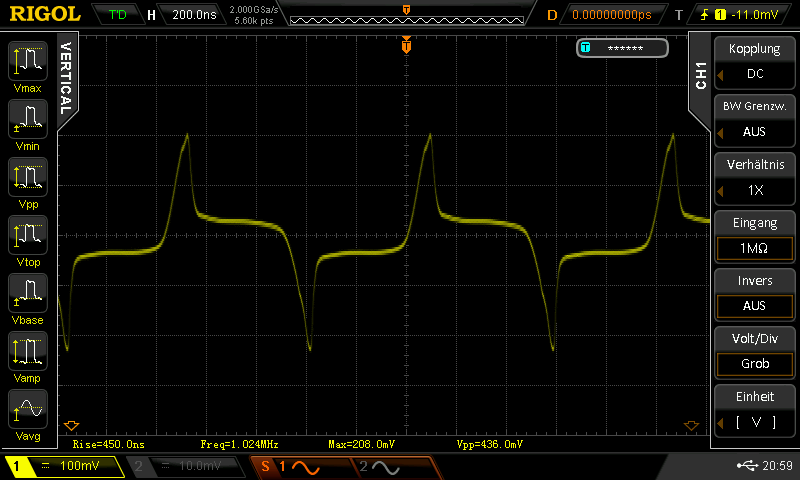 RIGOL T'D H 200.0ns 2.000GSa/s 5.60k pts D 0.00000000ps T 1 -11.0mV
T ******
VERTICAL
CH1
Vmax
Vmin
Vpp
Vtop
Vbase
Vamp
Vavg
Kopplung
DC
BW Grenzw.
AUS
Verhältnis
1X
Eingang
1MΩ
Invers
AUS
Volt/Div
Grob
Einheit
[ V ]
Rise=450.0ns Freq=1.024MHz Max=208.0mV Vpp=436.0mV
1 100mV 2 10.0mV S 1 2 20:59